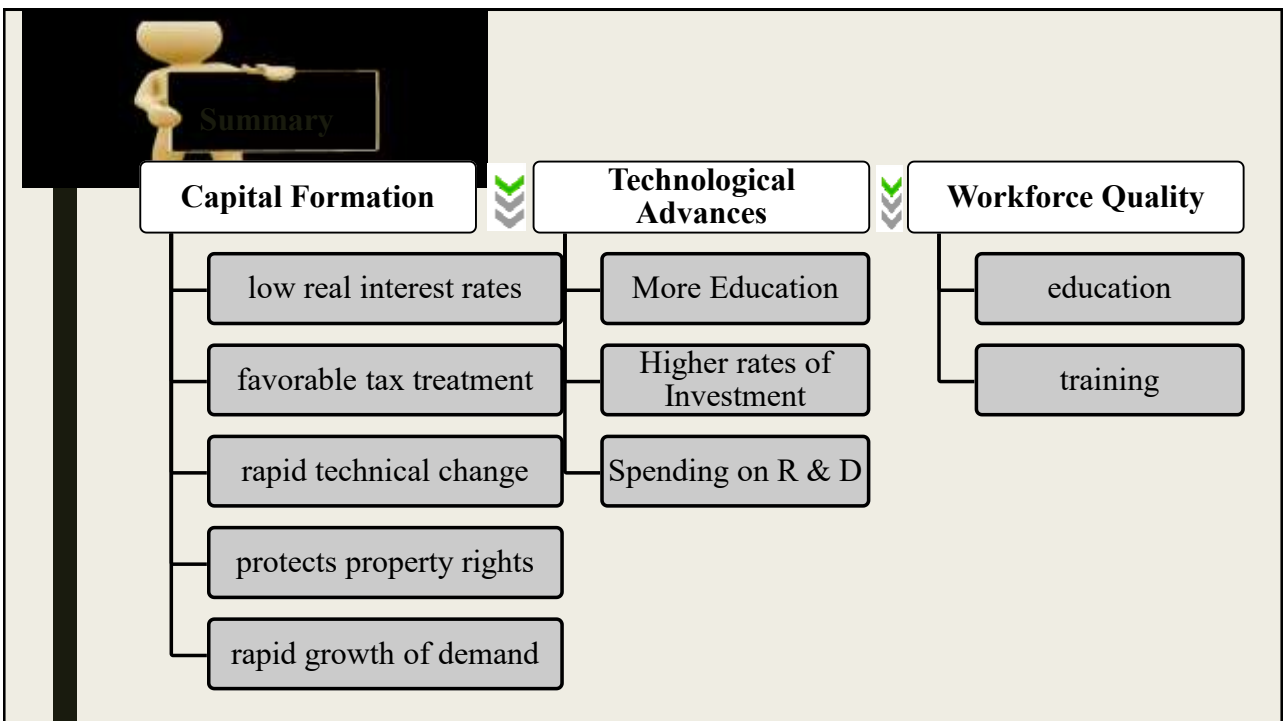 Summary
Capital Formation
low real interest rates
favorable tax treatment
rapid technical change
protects property rights
rapid growth of demand
Technological
Advances
More Education
Higher rates of
Investment
Spending on R & D
Workforce Quality
education
training